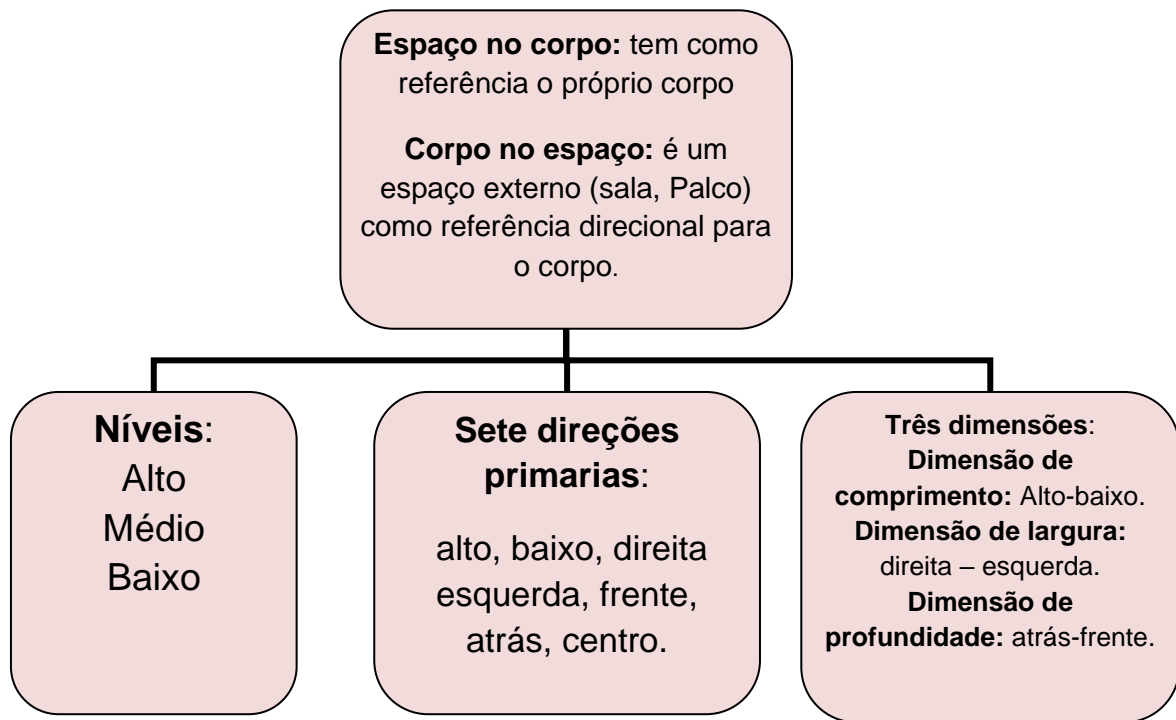 Espaço no corpo: tem como
referência o próprio corpo
Corpo no espaço: é um
espaço externo (sala, Palco)
como referência direcional para
o corpo.
Níveis:
Alto
Médio
Baixo
Sete direções
primarias:
alto, baixo, direita
esquerda, frente,
atrás, centro.
Três dimensões:
Dimensão de
comprimento: Alto-baixo.
Dimensão de largura:
direita – esquerda.
Dimensão de
profundidade: atrás-frente.